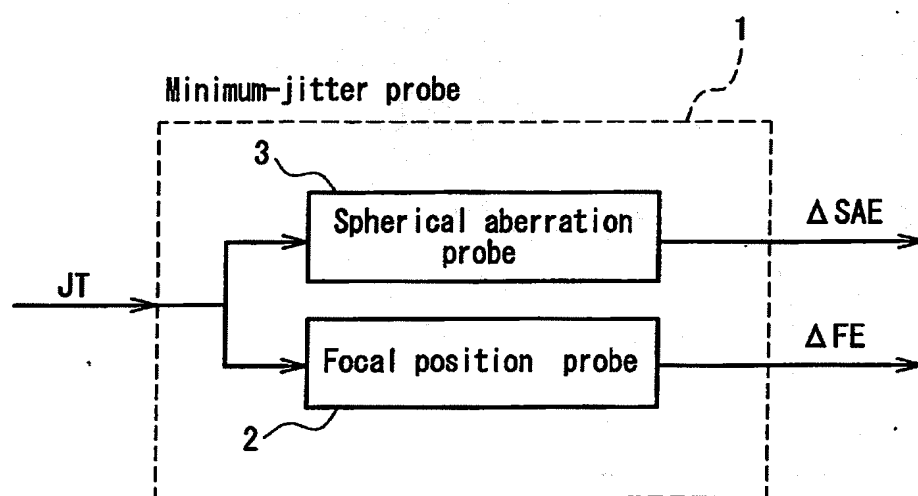 1
Minimum-jitter probe
3
Spherical aberration
probe
ΔSAE
JT
Focal position probe
ΔFE
2